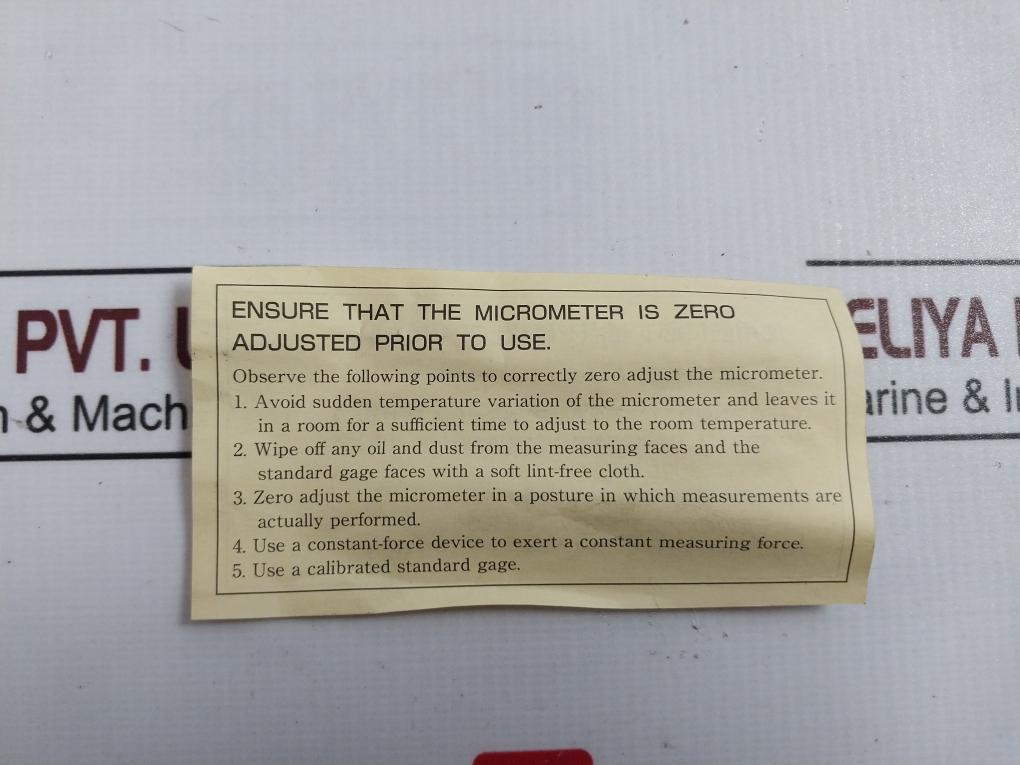 ENSURE THAT THE MICROMETER IS ZERO
ADJUSTED PRIOR TO USE.
Observe the following points to correctly zero adjust the micrometer.
1. Avoid sudden temperature variation of the micrometer and leaves it
in a room for a sufficient time to adjust to the room temperature.
2. Wipe off any oil and dust from the measuring faces and the
standard gage faces with a soft lint-free cloth.
3. Zero adjust the micrometer in a posture in which measurements are
actually performed.
4. Use a constant-force device to exert a constant measuring force.
5. Use a calibrated standard gage.
PVT.
ELIYA
& Mach
arine &